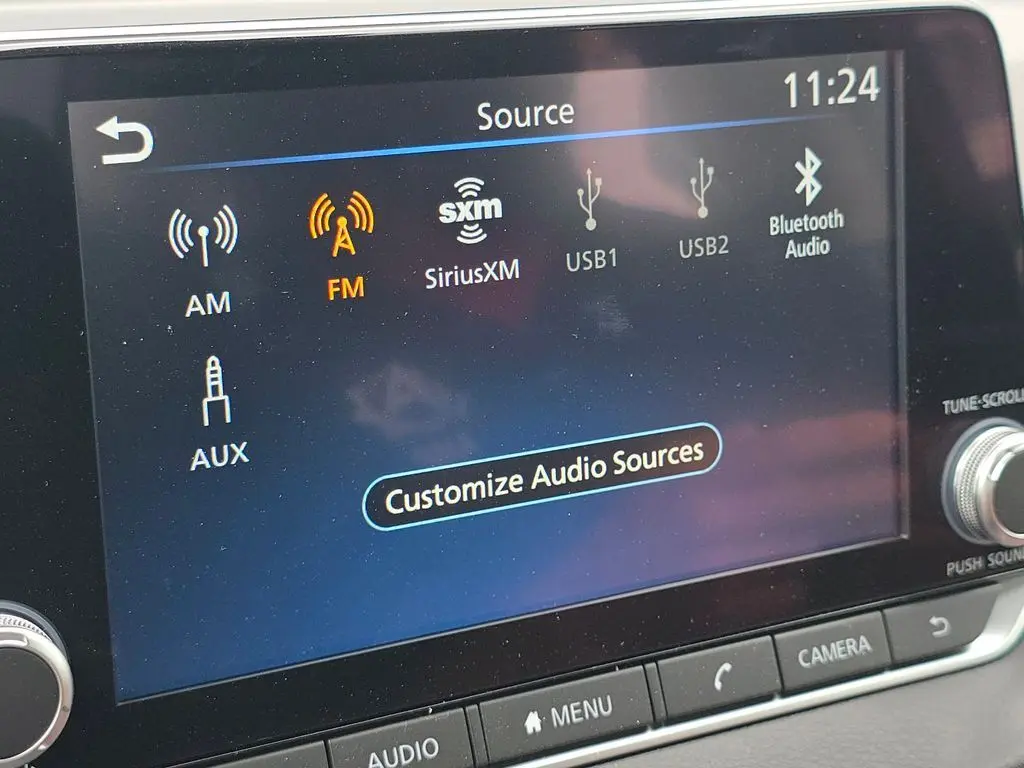 Source
11:24
sxm
AM
FM
SiriusXM
USB1
USB2
Bluetooth
Audio
AUX
Customize Audio Sources
TUNE·SCROLL
PUSH SOUND
AUDIO
MENU
CAMERA